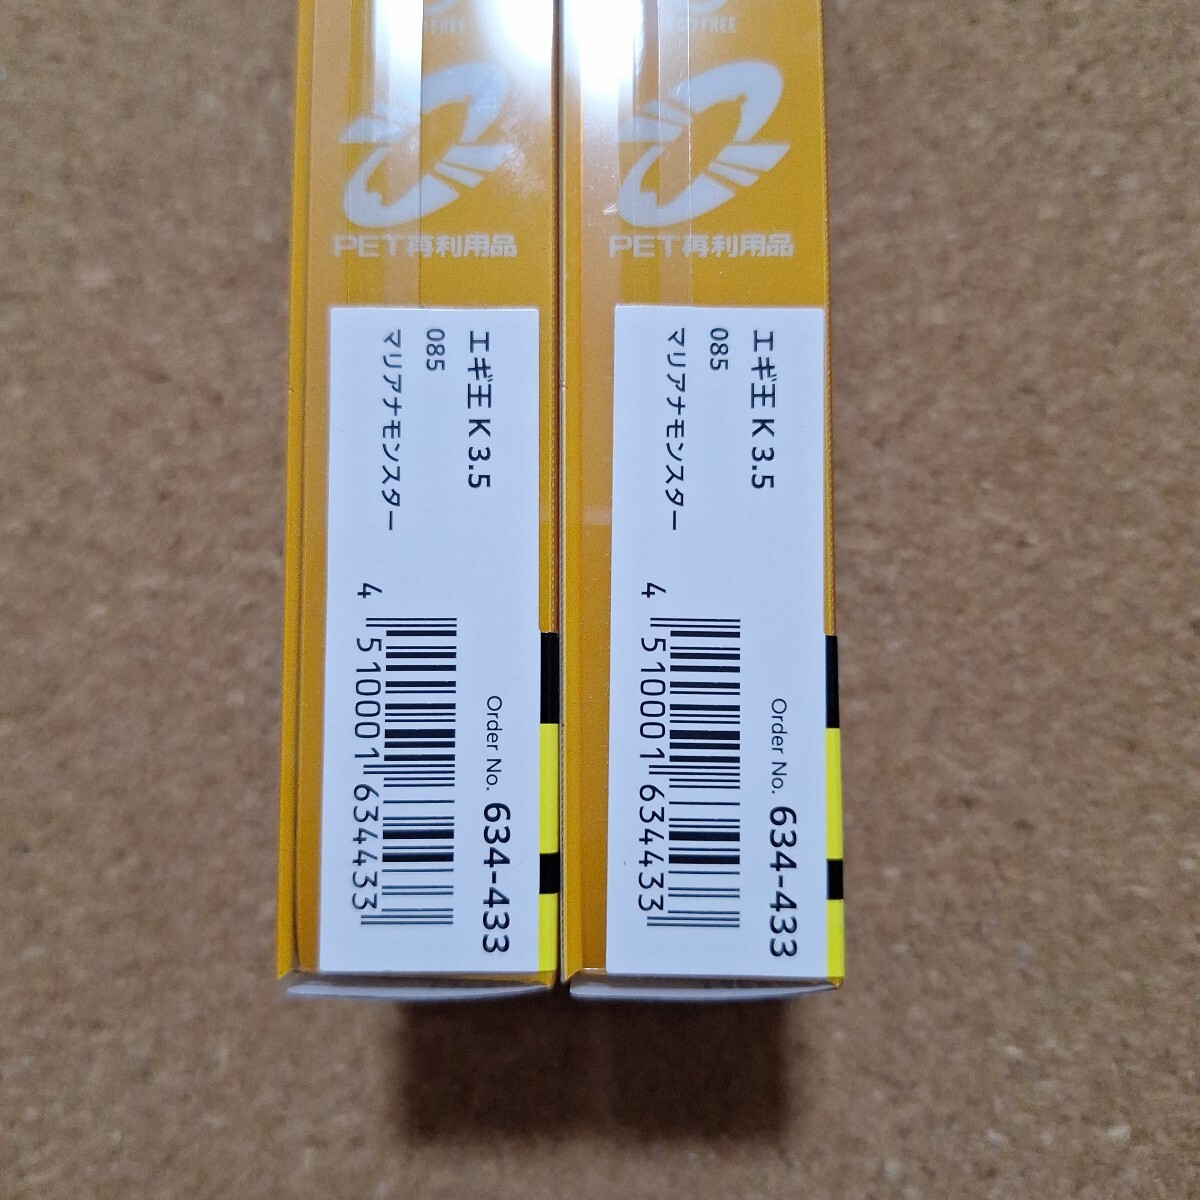 FREE
PET再利用品
エギ王 K 3.5
085
マリアナモンスター
Order No. 634-433
4 510001 634433
LEAD FREE
PET再利用品
エギ王 K 3.5
085
マリアナモンスター
Order No. 634-433
4 510001 634433